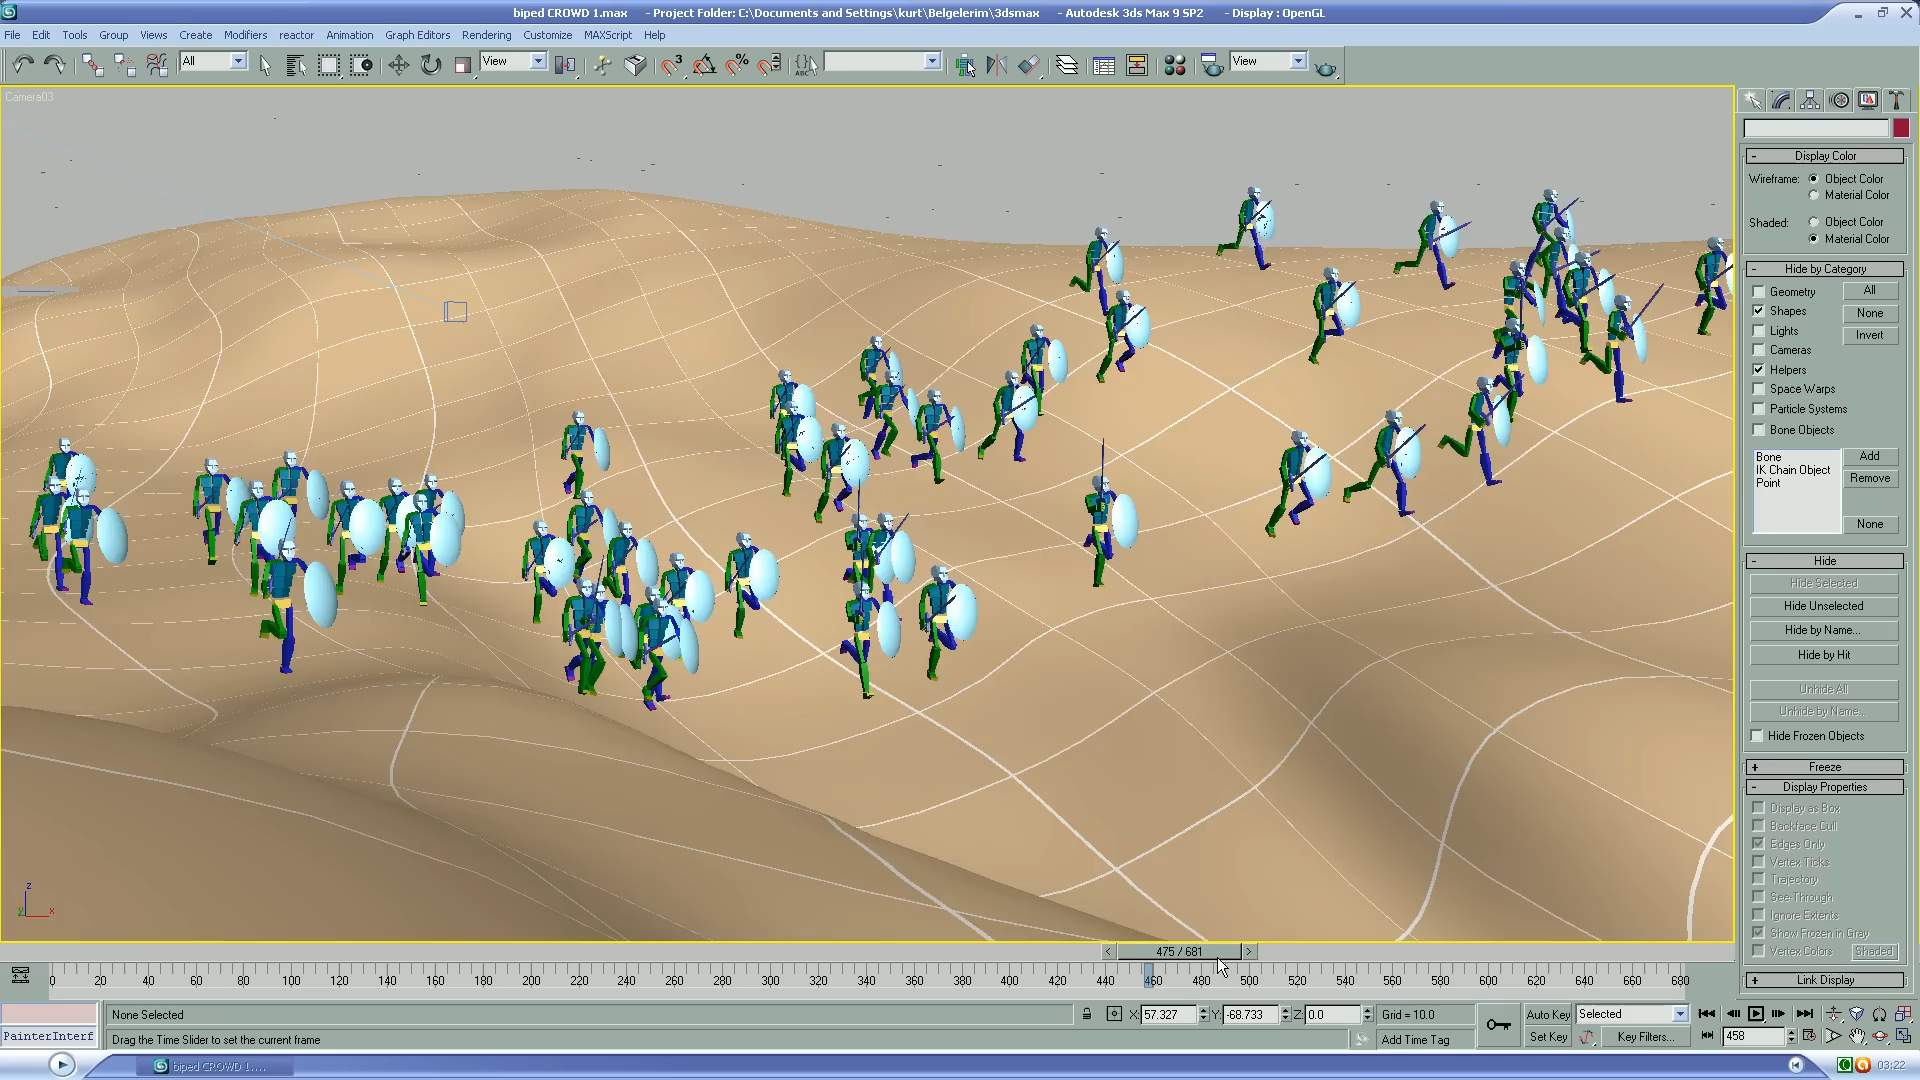 biped CROWD 1.max - Project Folder: C:\Documents and Settings\kurt\Belgelerim\3dsmax - Autodesk 3ds Max 9 SP2 - Display : OpenGL
File Edit Tools Group Views Create Modifiers reactor Animation Graph Editors Rendering Customize MAXScript Help
All View 3 % ABC View
Camera03
Display Color
Wireframe: Object Color
Material Color
Shaded: Object Color
Material Color
Hide by Category
Geometry All
Shapes None
Lights Invert
Cameras
Helpers
Space Warps
Particle Systems
Bone Objects
Bone Add
IK Chain Object Remove
Point
None
Hide
Hide Selected
Hide Unselected
Hide by Name...
Hide by Hit
Unhide All
Unhide by Name...
Hide Frozen Objects
Freeze
Display Properties
Display as Box
Backface Cull
Edges Only
Vertex Ticks
Trajectory
See-Through
Ignore Extents
Show Frozen in Gray
Vertex Colors Shaded
Link Display
z
y x
< 475 / 681 >
0 20 40 60 80 100 120 140 160 180 200 220 240 260 280 300 320 340 360 380 400 420 440 460 480 500 520 540 560 580 600 620 640 660 680
None Selected X: 57.327 Y: -68.733 Z: 0.0 Grid = 10.0 Auto Key Selected
PainterInterf Drag the Time Slider to set the current frame Add Time Tag Set Key Key Filters... 458
biped CROWD 1.... 03:22